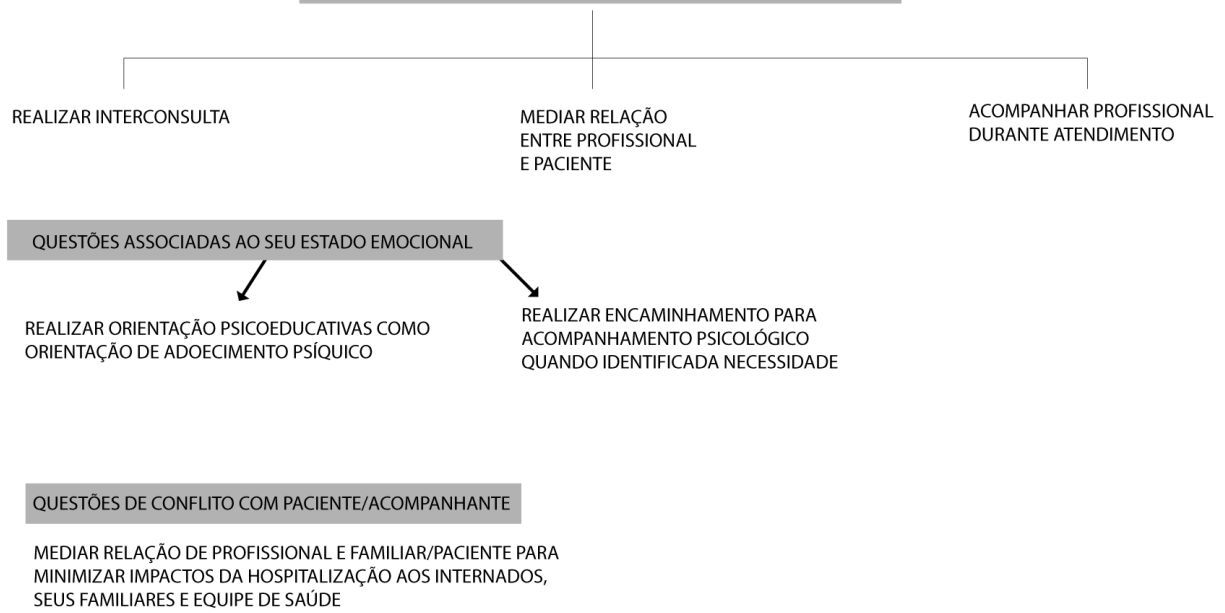 REALIZAR INTERCONSULTA
MEDIAR RELAÇÃO
ENTRE PROFISSIONAL
E PACIENTE
ACOMPANHAR PROFISSIONAL
DURANTE ATENDIMENTO
QUESTÕES ASSOCIADAS AO SEU ESTADO EMOCIONAL
REALIZAR ORIENTAÇÃO PSICOEDUCATIVAS COMO
ORIENTAÇÃO DE ADOECIMENTO PSÍQUICO
REALIZAR ENCAMINHAMENTO PARA
ACOMPANHAMENTO PSICOLÓGICO
QUANDO IDENTIFICADA NECESSIDADE
QUESTÕES DE CONFLITO COM PACIENTE/ACOMPANHANTE
MEDIAR RELAÇÃO DE PROFISSIONAL E FAMILIAR/PACIENTE PARA
MINIMIZAR IMPACTOS DA HOSPITALIZAÇÃO AOS INTERNADOS,
SEUS FAMILIARES E EQUIPE DE SAÚDE